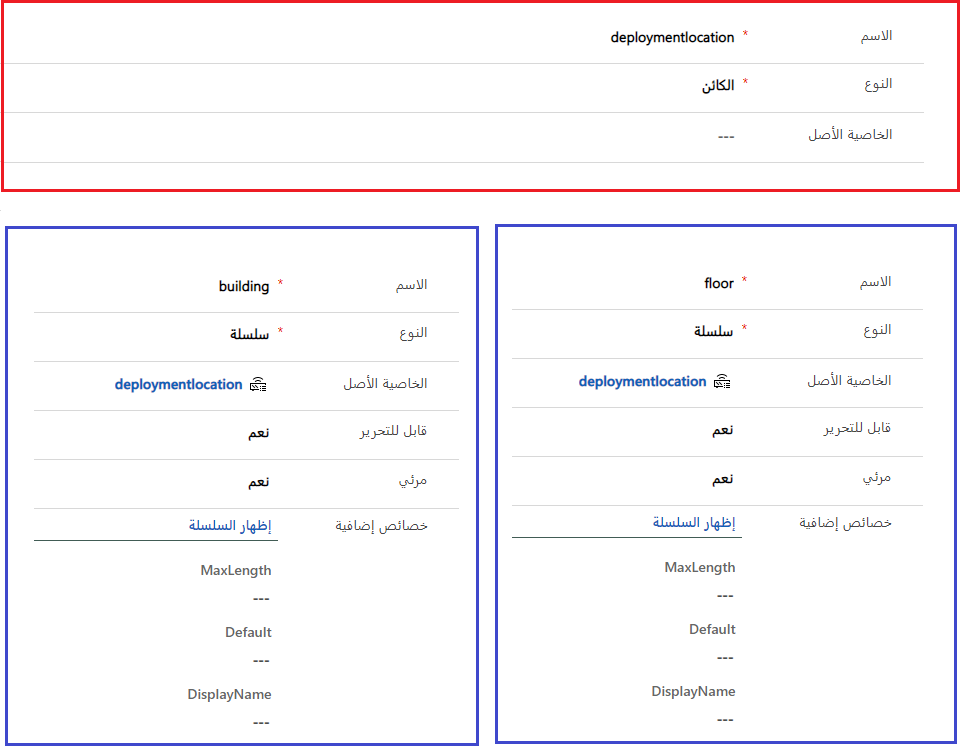 الاسم * deploymentlocation
النوع * الكائن
الخاصية الأصل ---
الاسم * floor
النوع * سلسلة
الخاصية الأصل deploymentlocation
قابل للتحرير نعم
مرئي نعم
خصائص إضافية إظهار السلسلة
MaxLength
---
Default
---
DisplayName
---
الاسم * building
النوع * سلسلة
الخاصية الأصل deploymentlocation
قابل للتحرير نعم
مرئي نعم
خصائص إضافية إظهار السلسلة
MaxLength
---
Default
---
DisplayName
---